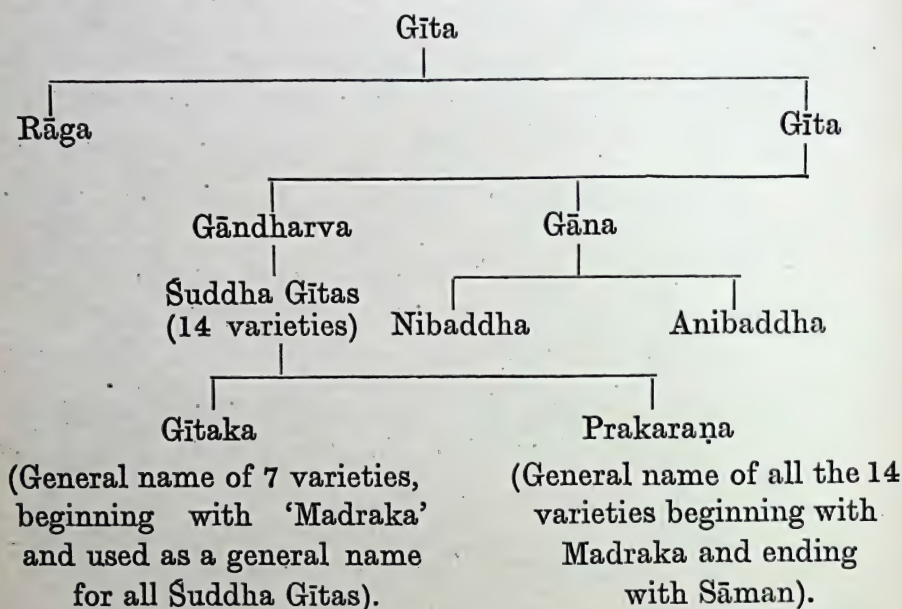 Gīta
Rāga Gīta
Gāndharva Gāna
Śuddha Gītas
(14 varieties) Nibaddha Anibaddha
Gītaka Prakaraṇa
(General name of 7 varieties,
beginning with ‘Madraka’
and used as a general name
for all Śuddha Gītas).
(General name of all the 14
varieties beginning with
Madraka and ending
with Sāman).